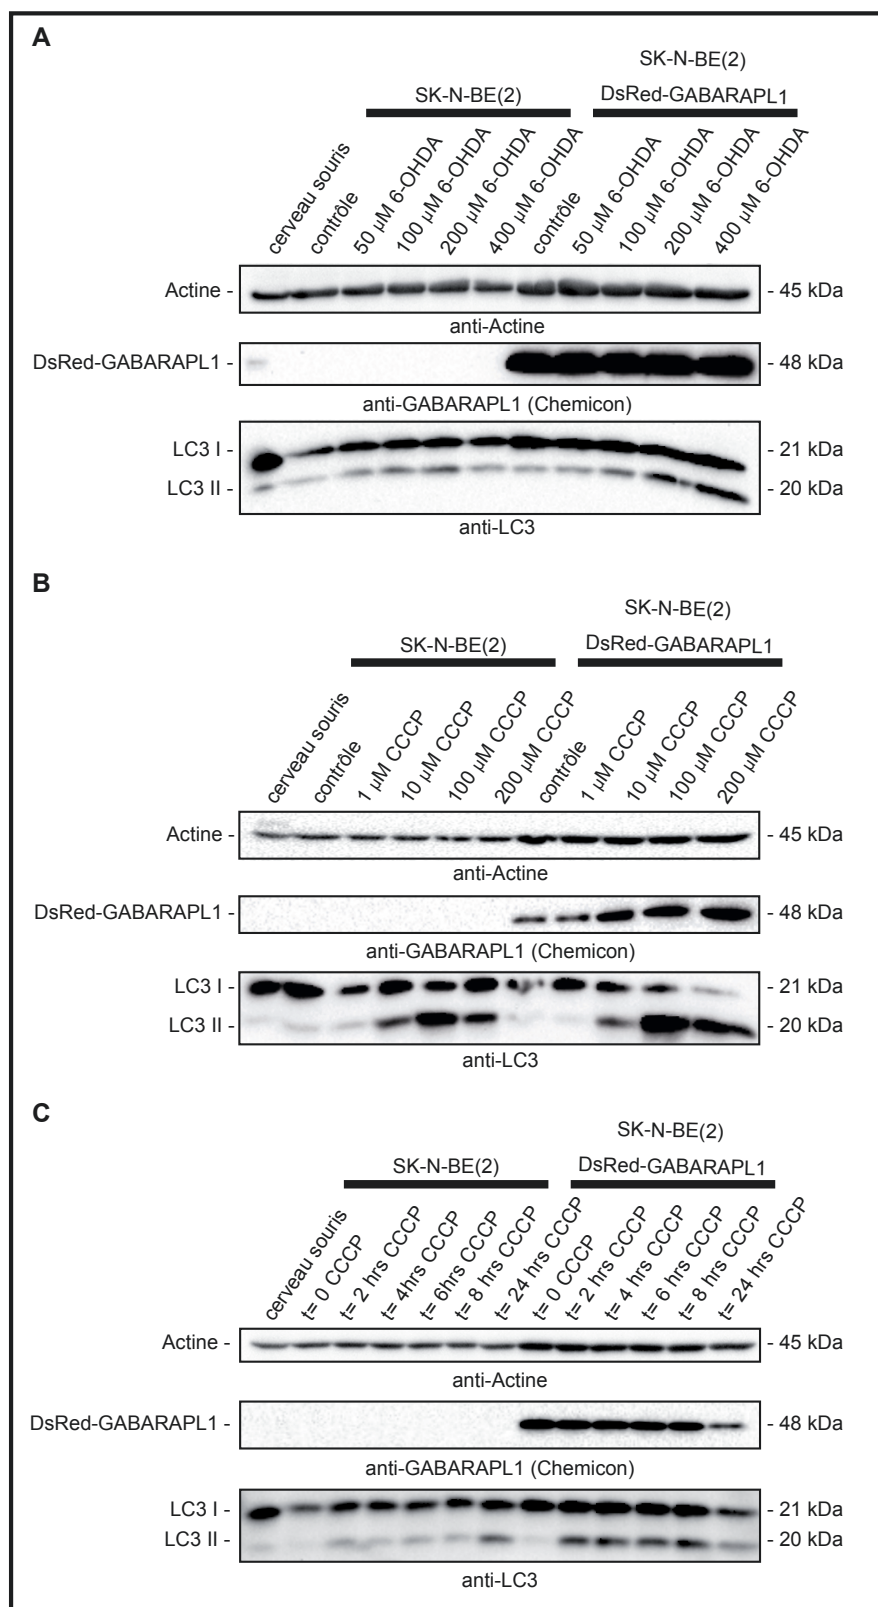 A
SK-N-BE(2)
SK-N-BE(2)
DsRed-GABARAPL1
cerveau souris
contrôle
50 µM 6-OHDA
100 µM 6-OHDA
200 µM 6-OHDA
400 µM 6-OHDA
contrôle
50 µM 6-OHDA
100 µM 6-OHDA
200 µM 6-OHDA
400 µM 6-OHDA
Actine - - 45 kDa
anti-Actine
DsRed-GABARAPL1 - - 48 kDa
anti-GABARAPL1 (Chemicon)
LC3 I - - 21 kDa
LC3 II - - 20 kDa
anti-LC3
B
SK-N-BE(2)
SK-N-BE(2)
DsRed-GABARAPL1
cerveau souris
contrôle
1 µM CCCP
10 µM CCCP
100 µM CCCP
200 µM CCCP
contrôle
1 µM CCCP
10 µM CCCP
100 µM CCCP
200 µM CCCP
Actine - - 45 kDa
anti-Actine
DsRed-GABARAPL1 - - 48 kDa
anti-GABARAPL1 (Chemicon)
LC3 I - - 21 kDa
LC3 II - - 20 kDa
anti-LC3
C
SK-N-BE(2)
SK-N-BE(2)
DsRed-GABARAPL1
cerveau souris
t= 0 CCCP
t= 2 hrs CCCP
t= 4hrs CCCP
t= 6hrs CCCP
t= 8 hrs CCCP
t= 24 hrs CCCP
t= 0 CCCP
t= 2 hrs CCCP
t= 4 hrs CCCP
t= 6 hrs CCCP
t= 8 hrs CCCP
t= 24 hrs CCCP
Actine - - 45 kDa
anti-Actine
DsRed-GABARAPL1 - - 48 kDa
anti-GABARAPL1 (Chemicon)
LC3 I - - 21 kDa
LC3 II - - 20 kDa
anti-LC3